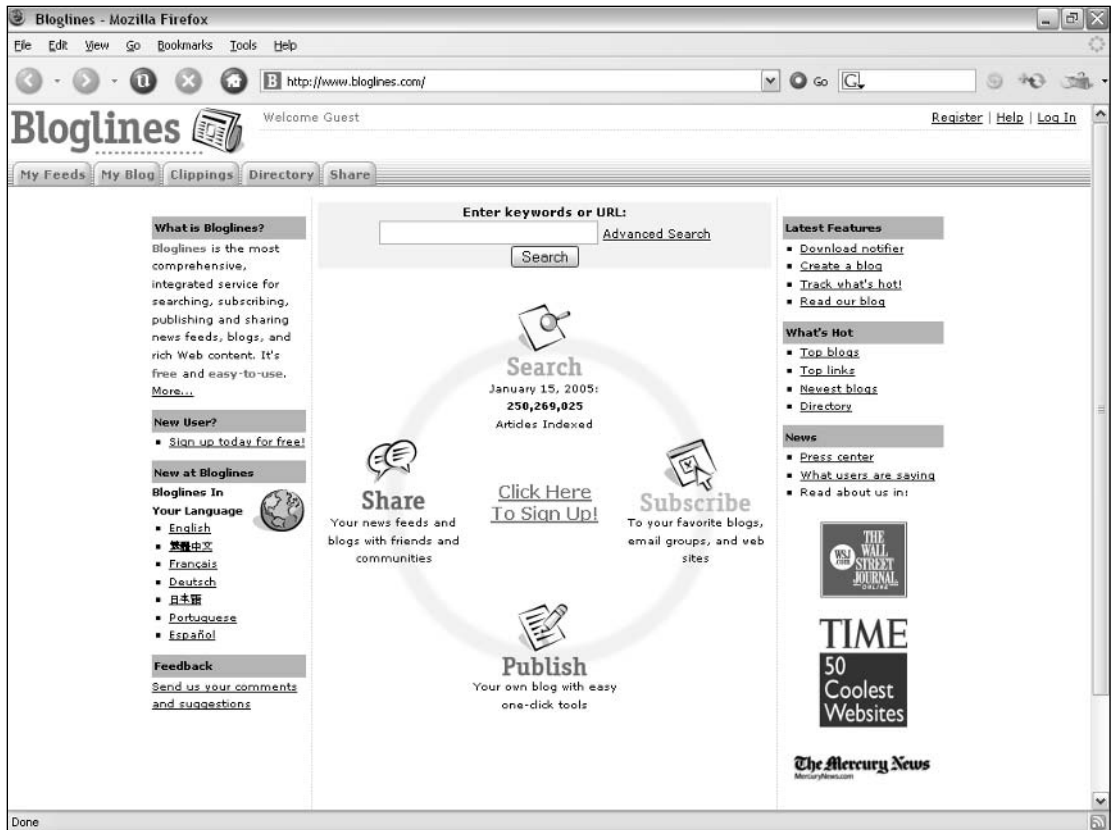 Bloglines - Mozilla Firefox
File Edit View Go Bookmarks Tools Help
http://www.bloglines.com/ Go G
Bloglines
Welcome Guest
Register | Help | Log In
My Feeds My Blog Clippings Directory Share
What is Bloglines?
Bloglines is the most
comprehensive,
integrated service for
searching, subscribing,
publishing and sharing
news feeds, blogs, and
rich Web content. It's
free and easy-to-use.
More...
New User?
Sign up today for free!
New at Bloglines
Bloglines In
Your Language
English
繁體中文
Français
Deutsch
日本語
Portuguese
Español
Feedback
Send us your comments
and suggestions
Enter keywords or URL:
Advanced Search
Search
Search
January 15, 2005:
250,269,025
Articles Indexed
Share
Your news feeds and
blogs with friends and
communities
Click Here
To Sign Up!
Subscribe
To your favorite blogs,
email groups, and web
sites
Publish
Your own blog with easy
one-click tools
Latest Features
Download notifier
Create a blog
Track what's hot!
Read our blog
What's Hot
Top blogs
Top links
Newest blogs
Directory
News
Press center
What users are saying
Read about us in:
WSJ
.com
THE
WALL
STREET
JOURNAL.
ONLINE
TIME
50
Coolest
Websites
The Mercury News
MercuryNews.com
Done